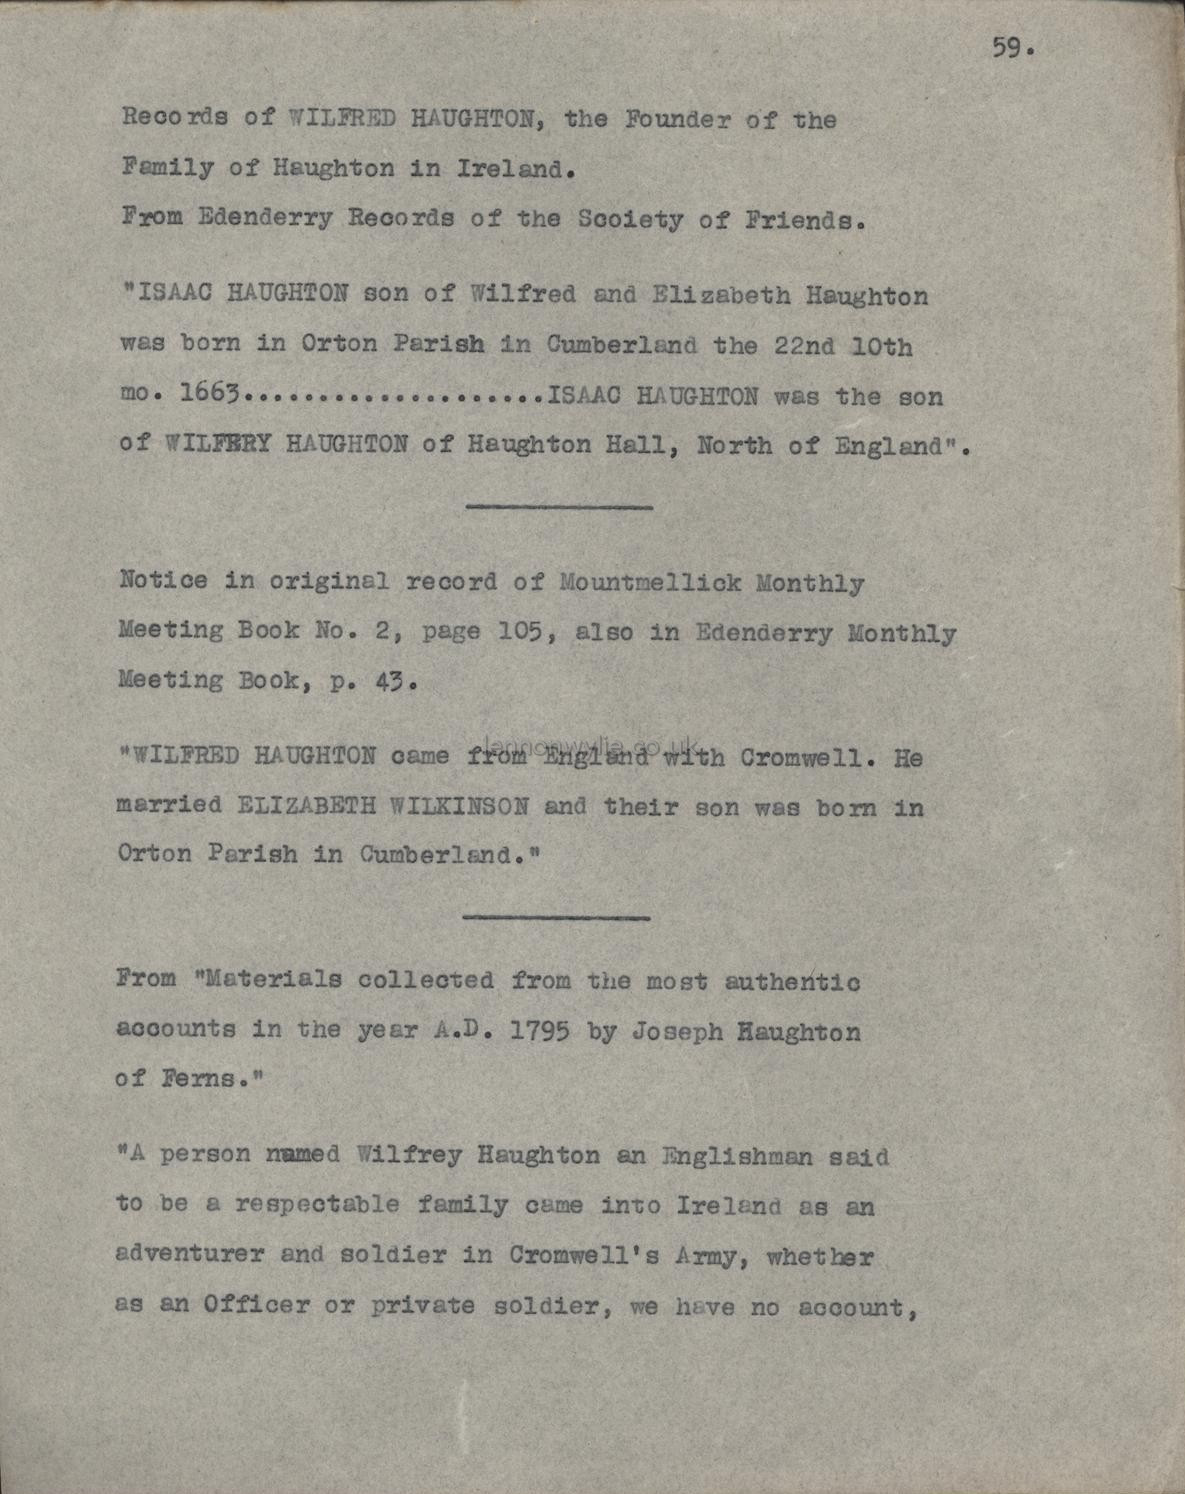 59.
Records of WILFRED HAUGHTON, the Founder of the
Family of Haughton in Ireland.
From Edenderry Records of the Scoiety of Friends.
"ISAAC HAUGHTON son of Wilfred and Elizabeth Haughton
was born in Orton Parish in Cumberland the 22nd 10th
mo. 1663....................ISAAC HAUGHTON was the son
of WILFERY HAUGHTON of Haughton Hall, North of England".
Notice in original record of Mountmellick Monthly
Meeting Book No. 2, page 105, also in Edenderry Monthly
Meeting Book, p. 43.
lennonwylie.co.uk
"WILFRED HAUGHTON came from England with Cromwell. He
married ELIZABETH WILKINSON and their son was born in
Orton Parish in Cumberland."
From "Materials collected from the most authentic
accounts in the year A.D. 1795 by Joseph Haughton
of Ferns."
"A person named Wilfrey Haughton an Englishman said
to be a respectable family came into Ireland as an
adventurer and soldier in Cromwell's Army, whether
as an Officer or private soldier, we have no account,